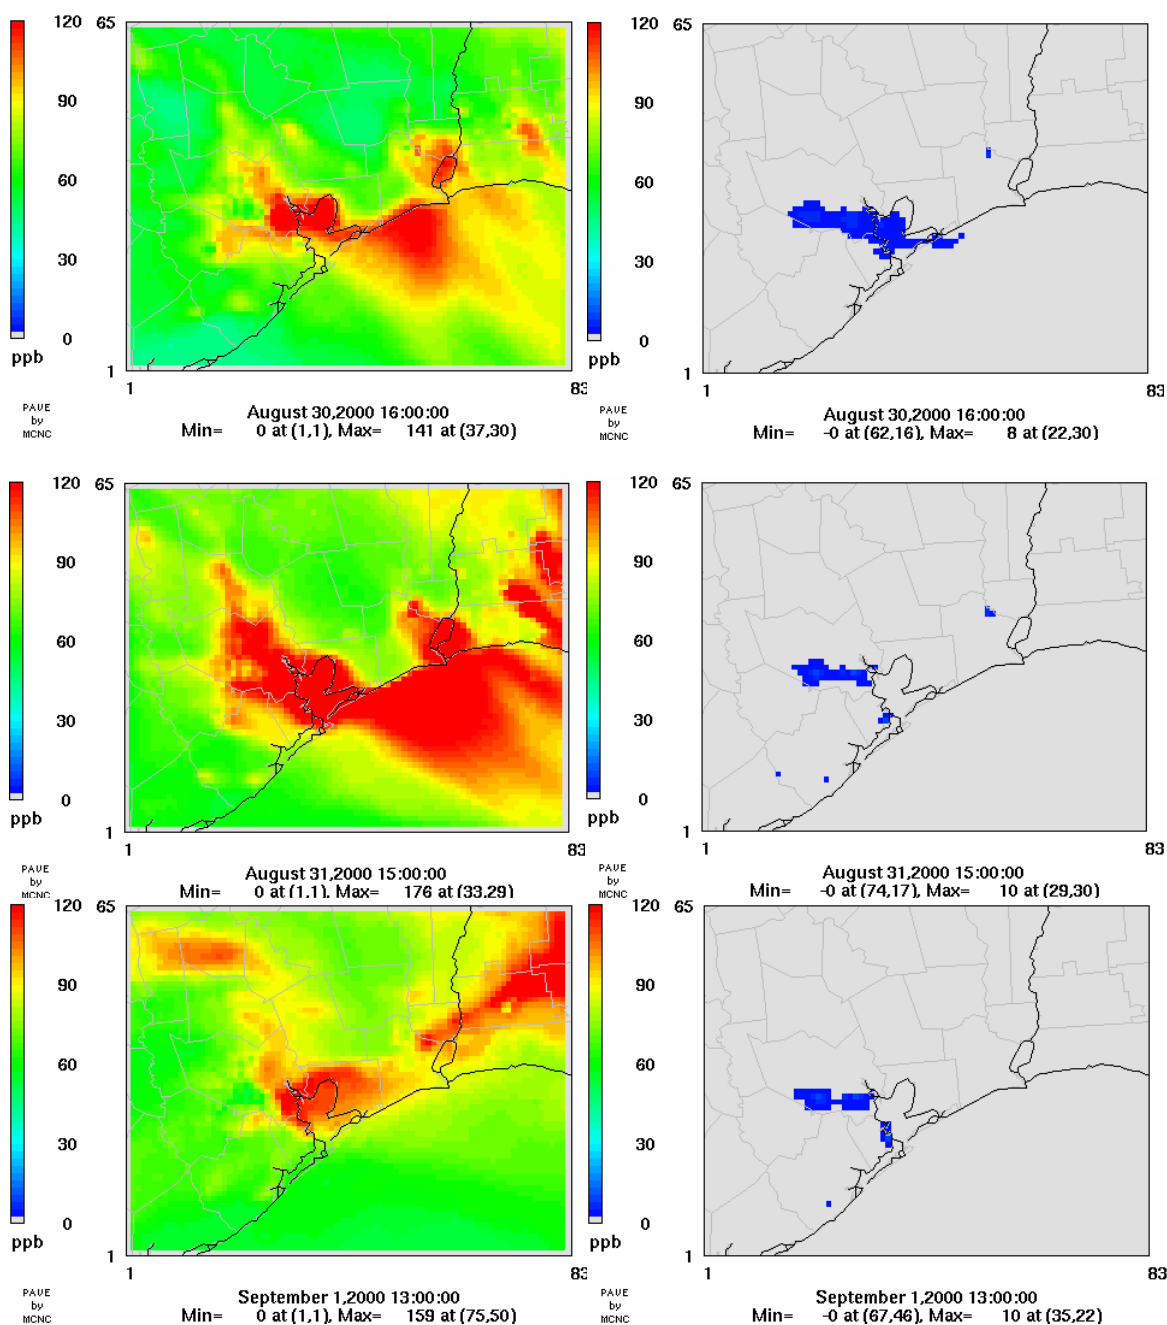 120
65
90
60
30
0
ppb
1
1
83
PAVE
by
MCNC
August 30,2000 16:00:00
Min= 0 at (1,1), Max= 141 at (37,30)
120
65
90
60
30
0
ppb
1
1
83
PAVE
by
MCNC
August 30,2000 16:00:00
Min= -0 at (62,16), Max= 8 at (22,30)
120
65
90
60
30
0
ppb
1
1
83
PAVE
by
MCNC
August 31,2000 15:00:00
Min= 0 at (1,1), Max= 176 at (33,29)
120
65
90
60
30
0
ppb
1
1
83
PAVE
by
MCNC
August 31,2000 15:00:00
Min= -0 at (74,17), Max= 10 at (29,30)
120
65
90
60
30
0
ppb
1
1
83
PAVE
by
MCNC
September 1,2000 13:00:00
Min= 0 at (1,1), Max= 159 at (75,50)
120
65
90
60
30
0
ppb
1
1
83
PAVE
by
MCNC
September 1,2000 13:00:00
Min= -0 at (67,46), Max= 10 at (35,22)